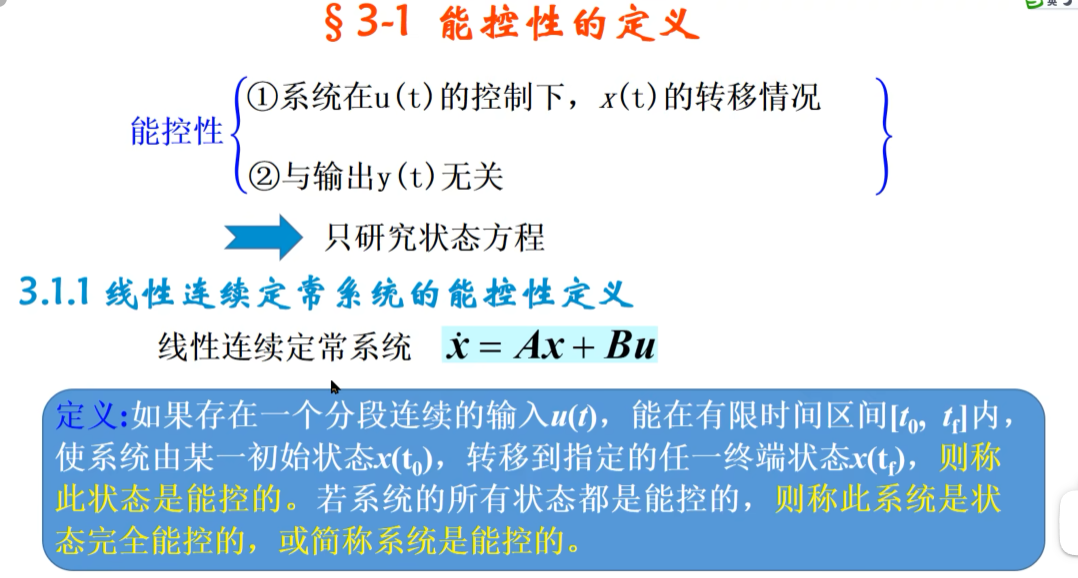 §3-1 能控性的定义
能控性
①系统在u(t)的控制下，x(t)的转移情况
②与输出y(t)无关
只研究状态方程
3.1.1 线性连续定常系统的能控性定义
线性连续定常系统 ẋ = Ax + Bu
定义:如果存在一个分段连续的输入u(t)，能在有限时间区间[t₀, t_f]内，
使系统由某一初始状态x(t₀)，转移到指定的任一终端状态x(t_f)，则称
此状态是能控的。若系统的所有状态都是能控的，则称此系统是状
态完全能控的，或简称系统是能控的。